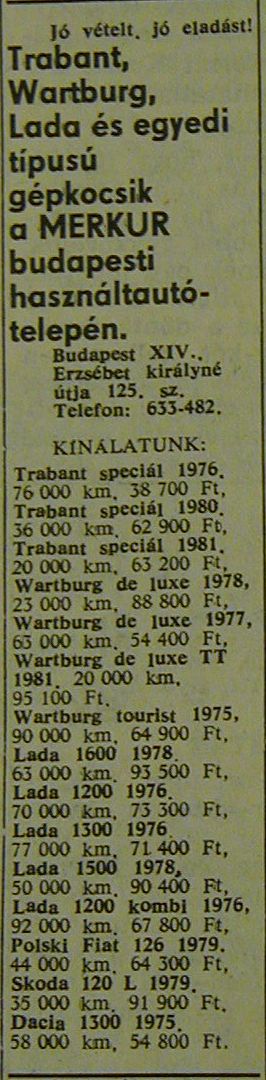 Jó vételt, jó eladást!
Trabant,
Wartburg,
Lada és egyedi
típusú
gépkocsik
a MERKUR
budapesti
használtautó-
telepén.
Budapest XIV.,
Erzsébet királyné
útja 125. sz.
Telefon: 633-482.
KÍNÁLATUNK:
Trabant speciál 1976,
76 000 km, 38 700 Ft,
Trabant speciál 1980,
36 000 km, 62 900 Ft,
Trabant speciál 1981,
20 000 km, 63 200 Ft,
Wartburg de luxe 1978,
23 000 km, 88 800 Ft,
Wartburg de luxe 1977,
63 000 km, 54 400 Ft,
Wartburg de luxe TT
1981, 20 000 km,
95 100 Ft,
Wartburg tourist 1975,
90 000 km, 64 900 Ft,
Lada 1600 1978,
63 000 km, 93 500 Ft,
Lada 1200 1976,
70 000 km, 73 300 Ft,
Lada 1300 1976,
77 000 km, 71 400 Ft,
Lada 1500 1978,
50 000 km, 90 400 Ft,
Lada 1200 kombi 1976,
92 000 km, 67 800 Ft,
Polski Fiat 126 1979,
44 000 km, 64 300 Ft,
Skoda 120 L 1979,
35 000 km, 91 900 Ft,
Dacia 1300 1975,
58 000 km, 54 800 Ft.